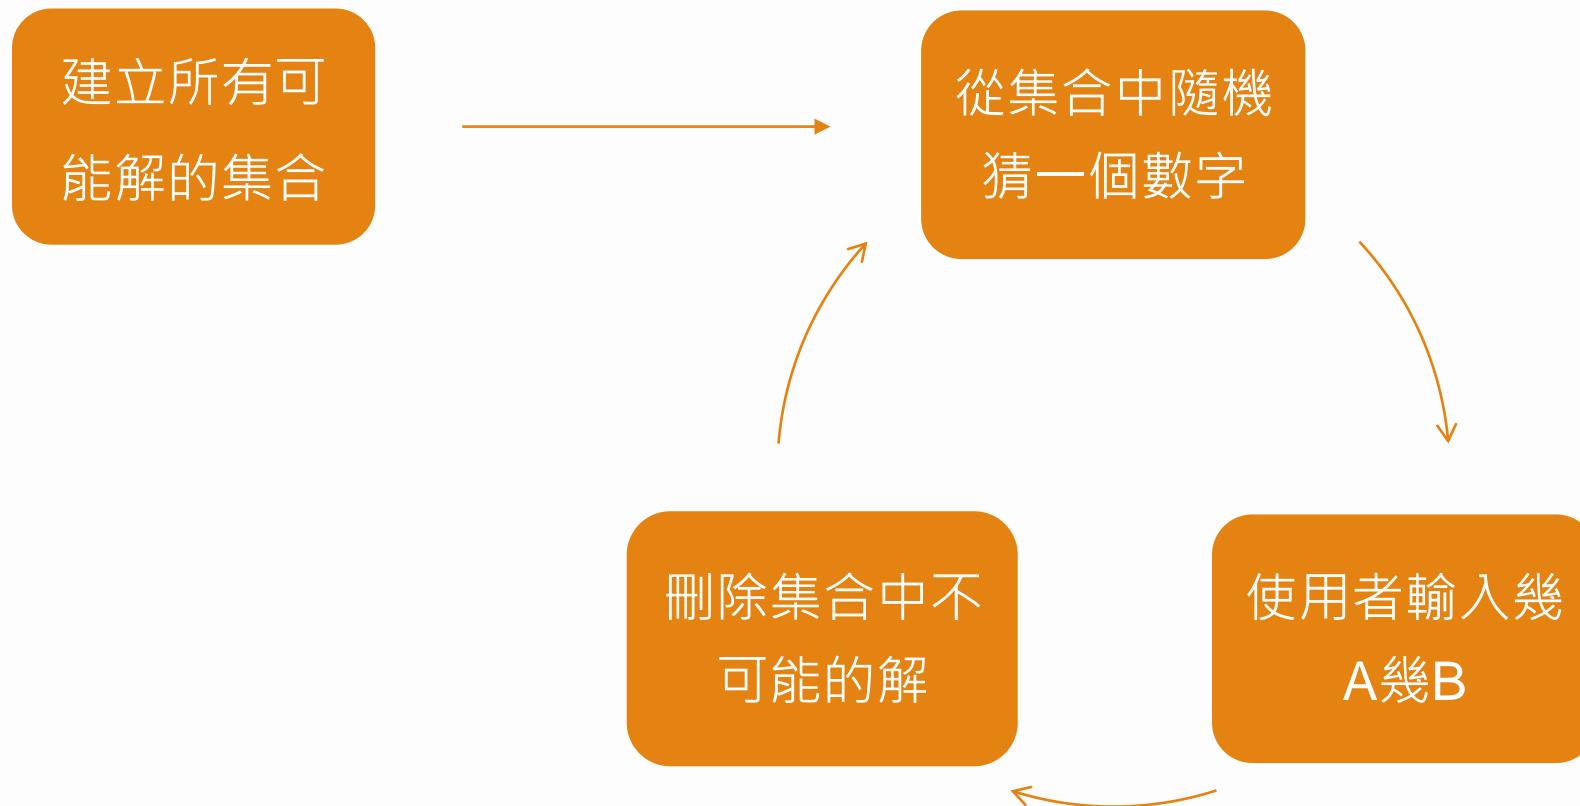 建立所有可
能解的集合
從集合中隨機
猜一個數字
使用者輸入幾
A幾B
刪除集合中不
可能的解